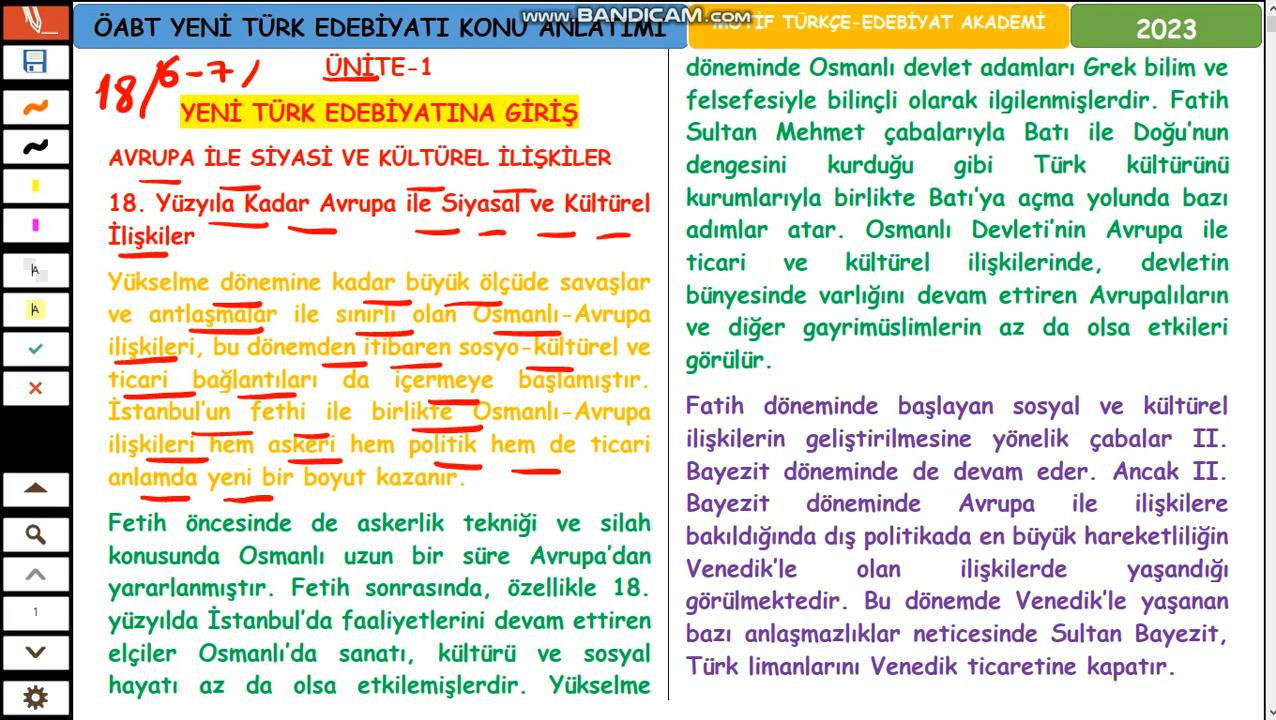 ÖABT YENİ TÜRK EDEBİYATI KONU ANLATIMI
www.BANDICAM.com
MOTİF TÜRKÇE-EDEBİYAT AKADEMİ
2023
18/6-7/
ÜNİTE-1
YENİ TÜRK EDEBİYATINA GİRİŞ
AVRUPA İLE SİYASİ VE KÜLTÜREL İLİŞKİLER
18. Yüzyıla Kadar Avrupa ile Siyasal ve Kültürel
İlişkiler
Yükselme dönemine kadar büyük ölçüde savaşlar
ve antlaşmalar ile sınırlı olan Osmanlı-Avrupa
ilişkileri, bu dönemden itibaren sosyo-kültürel ve
ticari bağlantıları da içermeye başlamıştır.
İstanbul'un fethi ile birlikte Osmanlı-Avrupa
ilişkileri hem askeri hem politik hem de ticari
anlamda yeni bir boyut kazanır.
Fetih öncesinde de askerlik tekniği ve silah
konusunda Osmanlı uzun bir süre Avrupa'dan
yararlanmıştır. Fetih sonrasında, özellikle 18.
yüzyılda İstanbul'da faaliyetlerini devam ettiren
elçiler Osmanlı'da sanatı, kültürü ve sosyal
hayatı az da olsa etkilemişlerdir. Yükselme
döneminde Osmanlı devlet adamları Grek bilim ve
felsefesiyle bilinçli olarak ilgilenmişlerdir. Fatih
Sultan Mehmet çabalarıyla Batı ile Doğu'nun
dengesini kurduğu gibi Türk kültürünü
kurumlarıyla birlikte Batı'ya açma yolunda bazı
adımlar atar. Osmanlı Devleti'nin Avrupa ile
ticari ve kültürel ilişkilerinde, devletin
bünyesinde varlığını devam ettiren Avrupalıların
ve diğer gayrimüslimlerin az da olsa etkileri
görülür.
Fatih döneminde başlayan sosyal ve kültürel
ilişkilerin geliştirilmesine yönelik çabalar II.
Bayezit döneminde de devam eder. Ancak II.
Bayezit döneminde Avrupa ile ilişkilere
bakıldığında dış politikada en büyük hareketliliğin
Venedik'le olan ilişkilerde yaşandığı
görülmektedir. Bu dönemde Venedik'le yaşanan
bazı anlaşmazlıklar neticesinde Sultan Bayezit,
Türk limanlarını Venedik ticaretine kapatır.
1